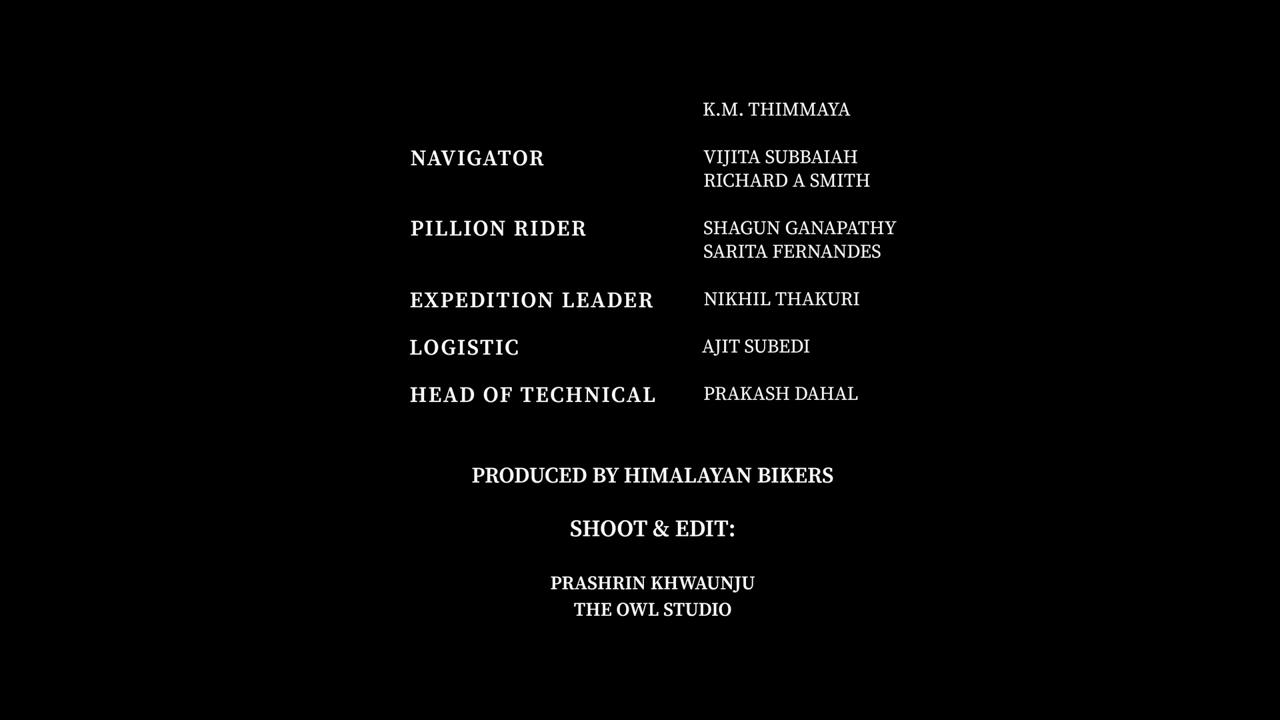 K.M. THIMMAYA
NAVIGATOR VIJITA SUBBAIAH
RICHARD A SMITH
PILLION RIDER SHAGUN GANAPATHY
SARITA FERNANDES
EXPEDITION LEADER NIKHIL THAKURI
LOGISTIC AJIT SUBEDI
HEAD OF TECHNICAL PRAKASH DAHAL
PRODUCED BY HIMALAYAN BIKERS
SHOOT & EDIT:
PRASHRIN KHWAUNJU
THE OWL STUDIO